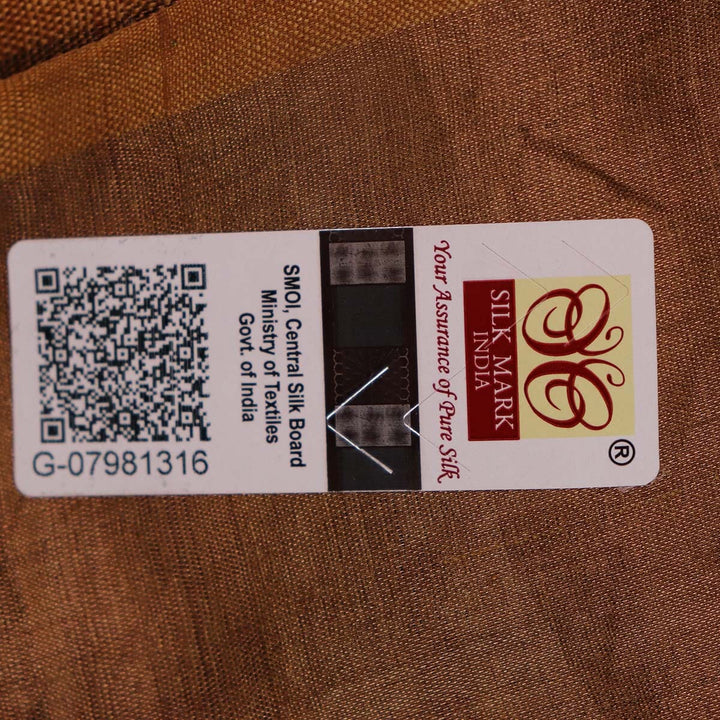 SILK MARK
INDIA
®
Your Assurance of Pure Silk
SMOI, Central Silk Board
Ministry of Textiles
Govt. of India
G-07981316